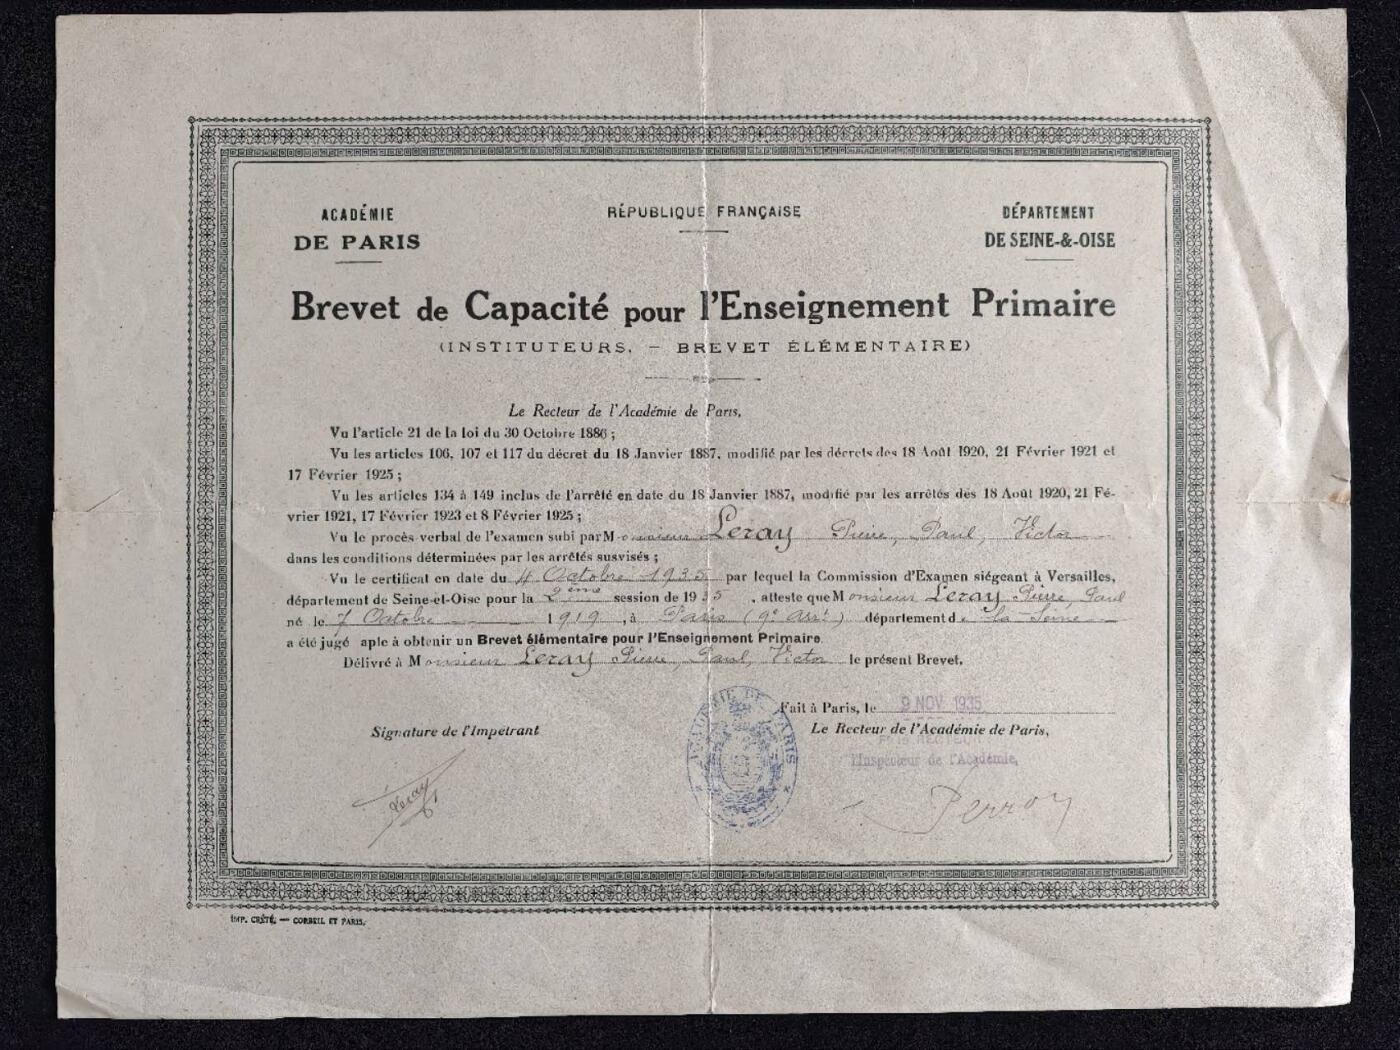 ACADÉMIE
DE PARIS
RÉPUBLIQUE FRANÇAISE
DÉPARTEMENT
DE SEINE-&-OISE
Brevet de Capacité pour l'Enseignement Primaire
(INSTITUTEURS. — BREVET ÉLÉMENTAIRE)
Le Recteur de l'Académie de Paris,
Vu l'article 21 de la loi du 30 Octobre 1886 ;
Vu les articles 106, 107 et 117 du décret du 18 Janvier 1887, modifié par les décrets des 18 Août 1920, 21 Février 1921 et
17 Février 1925 ;
Vu les articles 134 à 149 inclus de l'arrêté en date du 18 Janvier 1887, modifié par les arrêtés des 18 Août 1920, 21 Fé-
vrier 1921, 17 Février 1923 et 8 Février 1925 ;
Vu le procès-verbal de l'examen subi par Monsieur Leray Pierre, Paul, Victor
dans les conditions déterminées par les arrêtés susvisés ;
Vu le certificat en date du 4 Octobre 1935 par lequel la Commission d'Examen siégeant à Versailles,
département de Seine-et-Oise pour la 2ème session de 1935, atteste que Monsieur Leray Pierre, Paul
né le 7 Octobre 1919, à Paris (9e arrt) département de la Seine
a été jugé apte à obtenir un Brevet élémentaire pour l'Enseignement Primaire.
Délivré à Monsieur Leray Pierre, Paul, Victor le présent Brevet.
Fait à Paris, le 9 NOV 1935
Signature de l'Impétrant
Le Recteur de l'Académie de Paris,
l'Inspecteur de l'Académie,
ACADÉMIE DE PARIS
Leray
Perron
IMP. CRÉTÉ. — CORBEIL ET PARIS.